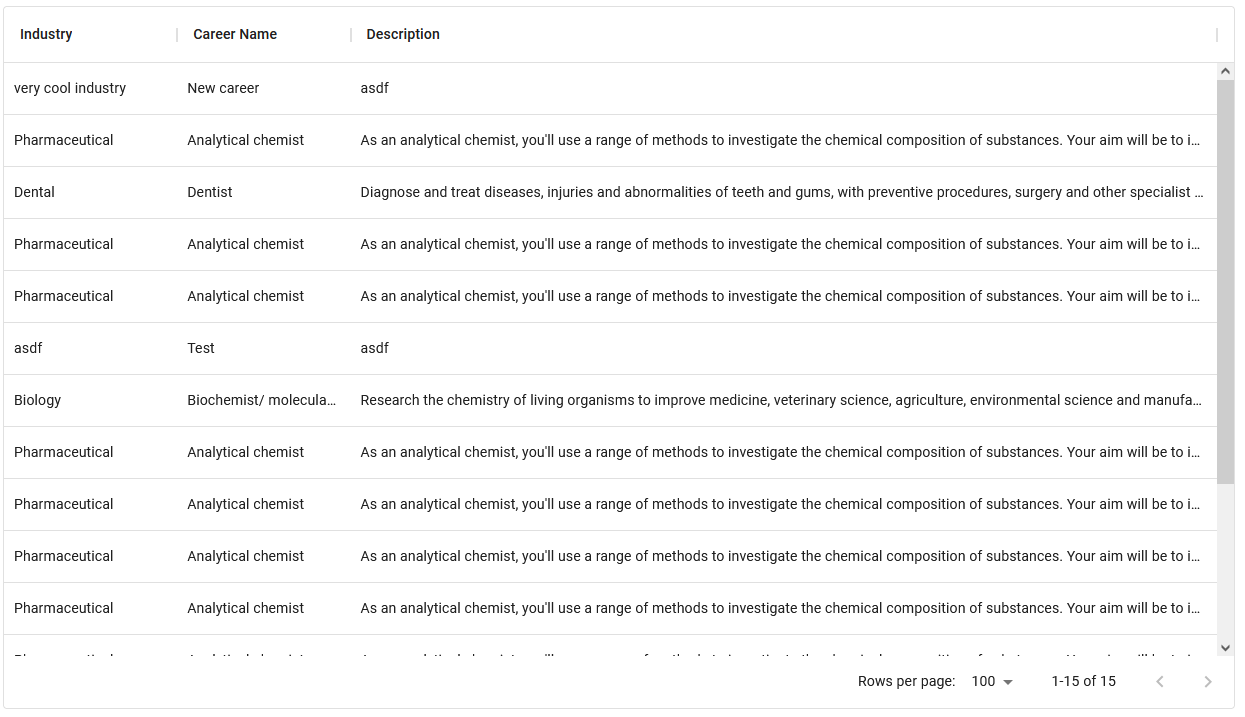 Industry Career Name Description
very cool industry New career asdf
Pharmaceutical Analytical chemist As an analytical chemist, you'll use a range of methods to investigate the chemical composition of substances. Your aim will be to i...
Dental Dentist Diagnose and treat diseases, injuries and abnormalities of teeth and gums, with preventive procedures, surgery and other specialist ...
Pharmaceutical Analytical chemist As an analytical chemist, you'll use a range of methods to investigate the chemical composition of substances. Your aim will be to i...
Pharmaceutical Analytical chemist As an analytical chemist, you'll use a range of methods to investigate the chemical composition of substances. Your aim will be to i...
asdf Test asdf
Biology Biochemist/ molecula... Research the chemistry of living organisms to improve medicine, veterinary science, agriculture, environmental science and manufa...
Pharmaceutical Analytical chemist As an analytical chemist, you'll use a range of methods to investigate the chemical composition of substances. Your aim will be to i...
Pharmaceutical Analytical chemist As an analytical chemist, you'll use a range of methods to investigate the chemical composition of substances. Your aim will be to i...
Pharmaceutical Analytical chemist As an analytical chemist, you'll use a range of methods to investigate the chemical composition of substances. Your aim will be to i...
Pharmaceutical Analytical chemist As an analytical chemist, you'll use a range of methods to investigate the chemical composition of substances. Your aim will be to i...
Rows per page: 100 1-15 of 15